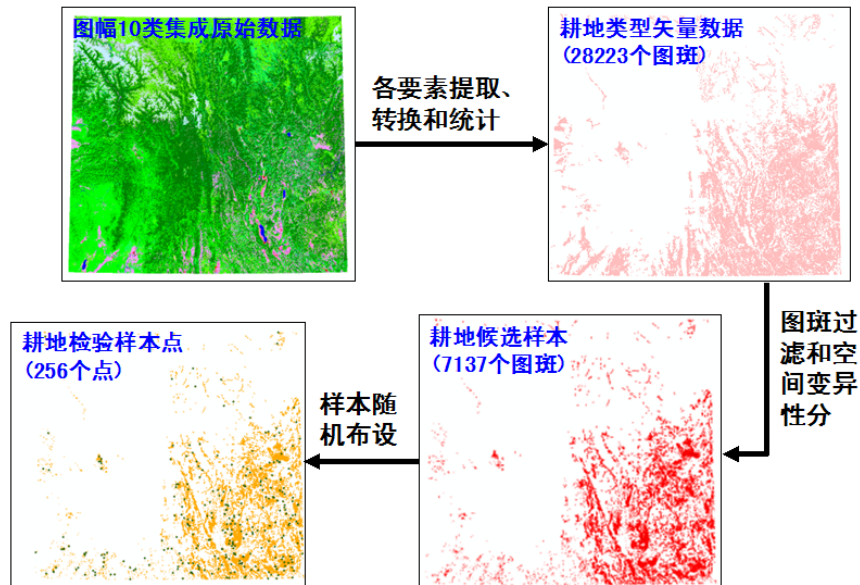 图幅10类集成原始数据
各要素提取、
转换和统计
耕地类型矢量数据
(28223个图斑)
图斑过
滤和空
间变异
性分
耕地候选样本
(7137个图斑)
样本随
机布设
耕地检验样本点
(256个点)